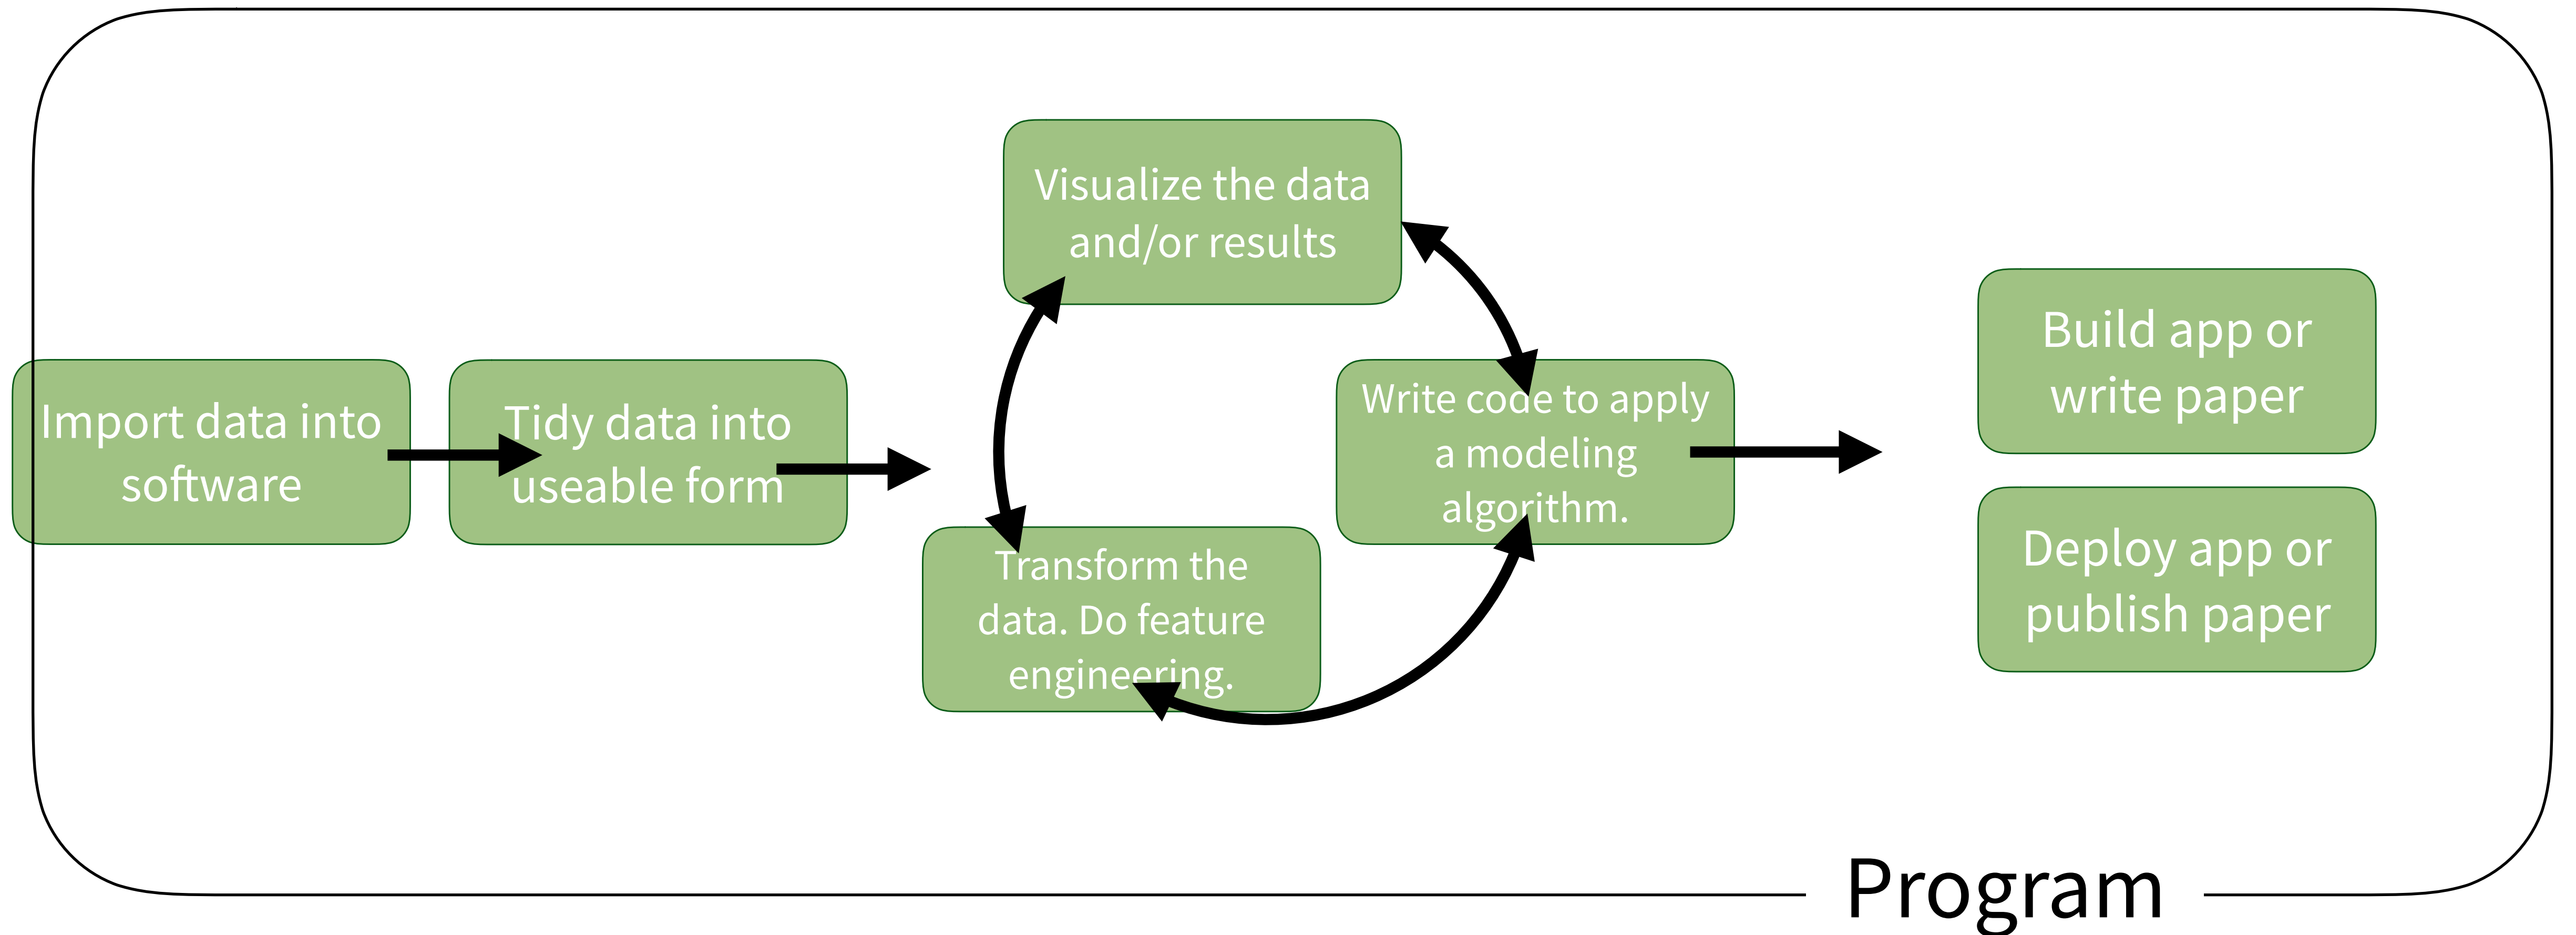 Import data into
software
Tidy data into
useable form
Visualize the data
and/or results
Transform the
data. Do feature
engineering.
Write code to apply
a modeling
algorithm.
Build app or
write paper
Deploy app or
publish paper
Program